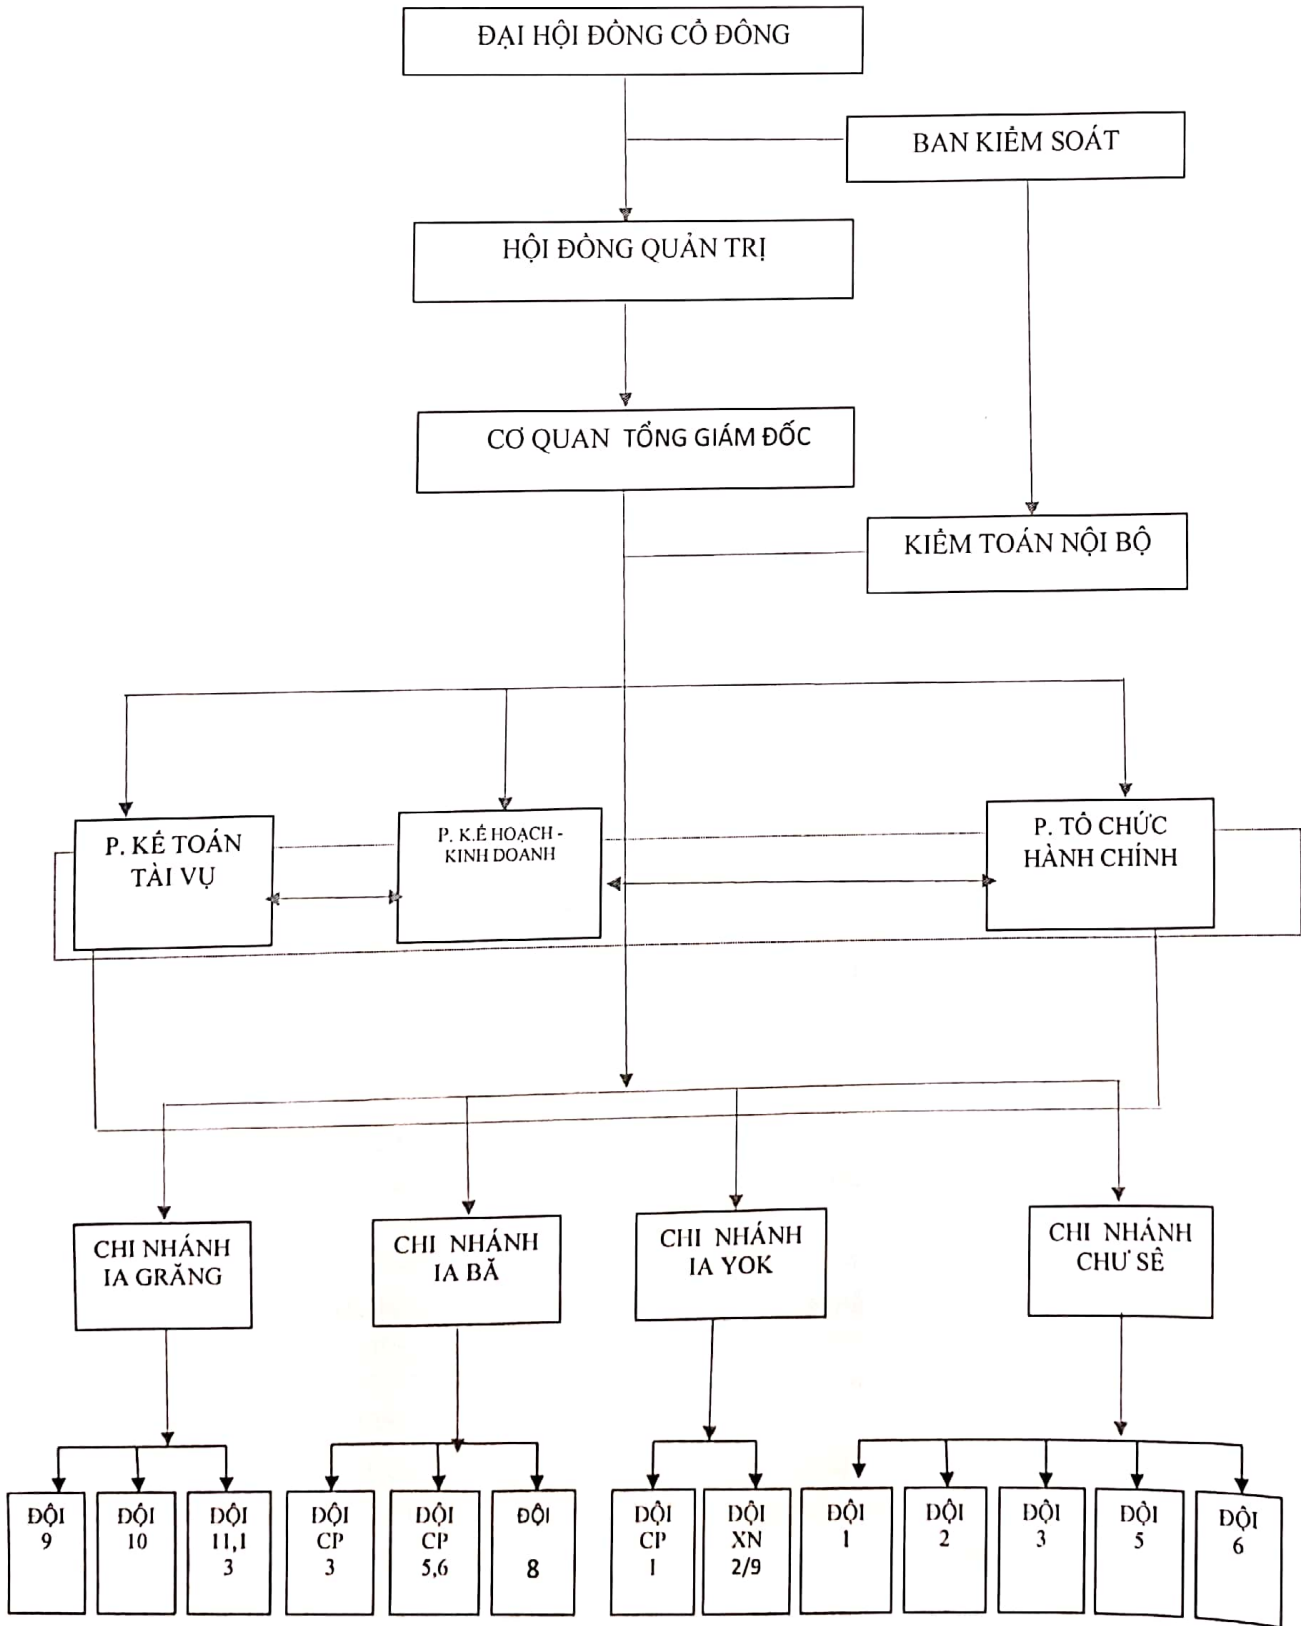 ĐẠI HỘI ĐỒNG CỔ ĐÔNG
BAN KIỂM SOÁT
HỘI ĐỒNG QUẢN TRỊ
CƠ QUAN TỔNG GIÁM ĐỐC
KIỂM TOÁN NỘI BỘ
P. KẾ TOÁN
TÀI VỤ
P. K.Ế HOẠCH -
KINH DOANH
P. TỔ CHỨC
HÀNH CHÍNH
CHI NHÁNH
IA GRĂNG
CHI NHÁNH
IA BĂ
CHI NHÁNH
IA YOK
CHI NHÁNH
CHƯ SÊ
ĐỘI
9
ĐỘI
10
ĐỘI
11,1
3
ĐỘI
CP
3
ĐỘI
CP
5,6
ĐỘI
8
ĐỘI
CP
1
ĐỘI
XN
2/9
ĐỘI
1
ĐỘI
2
ĐỘI
3
ĐỘI
5
ĐỘI
6